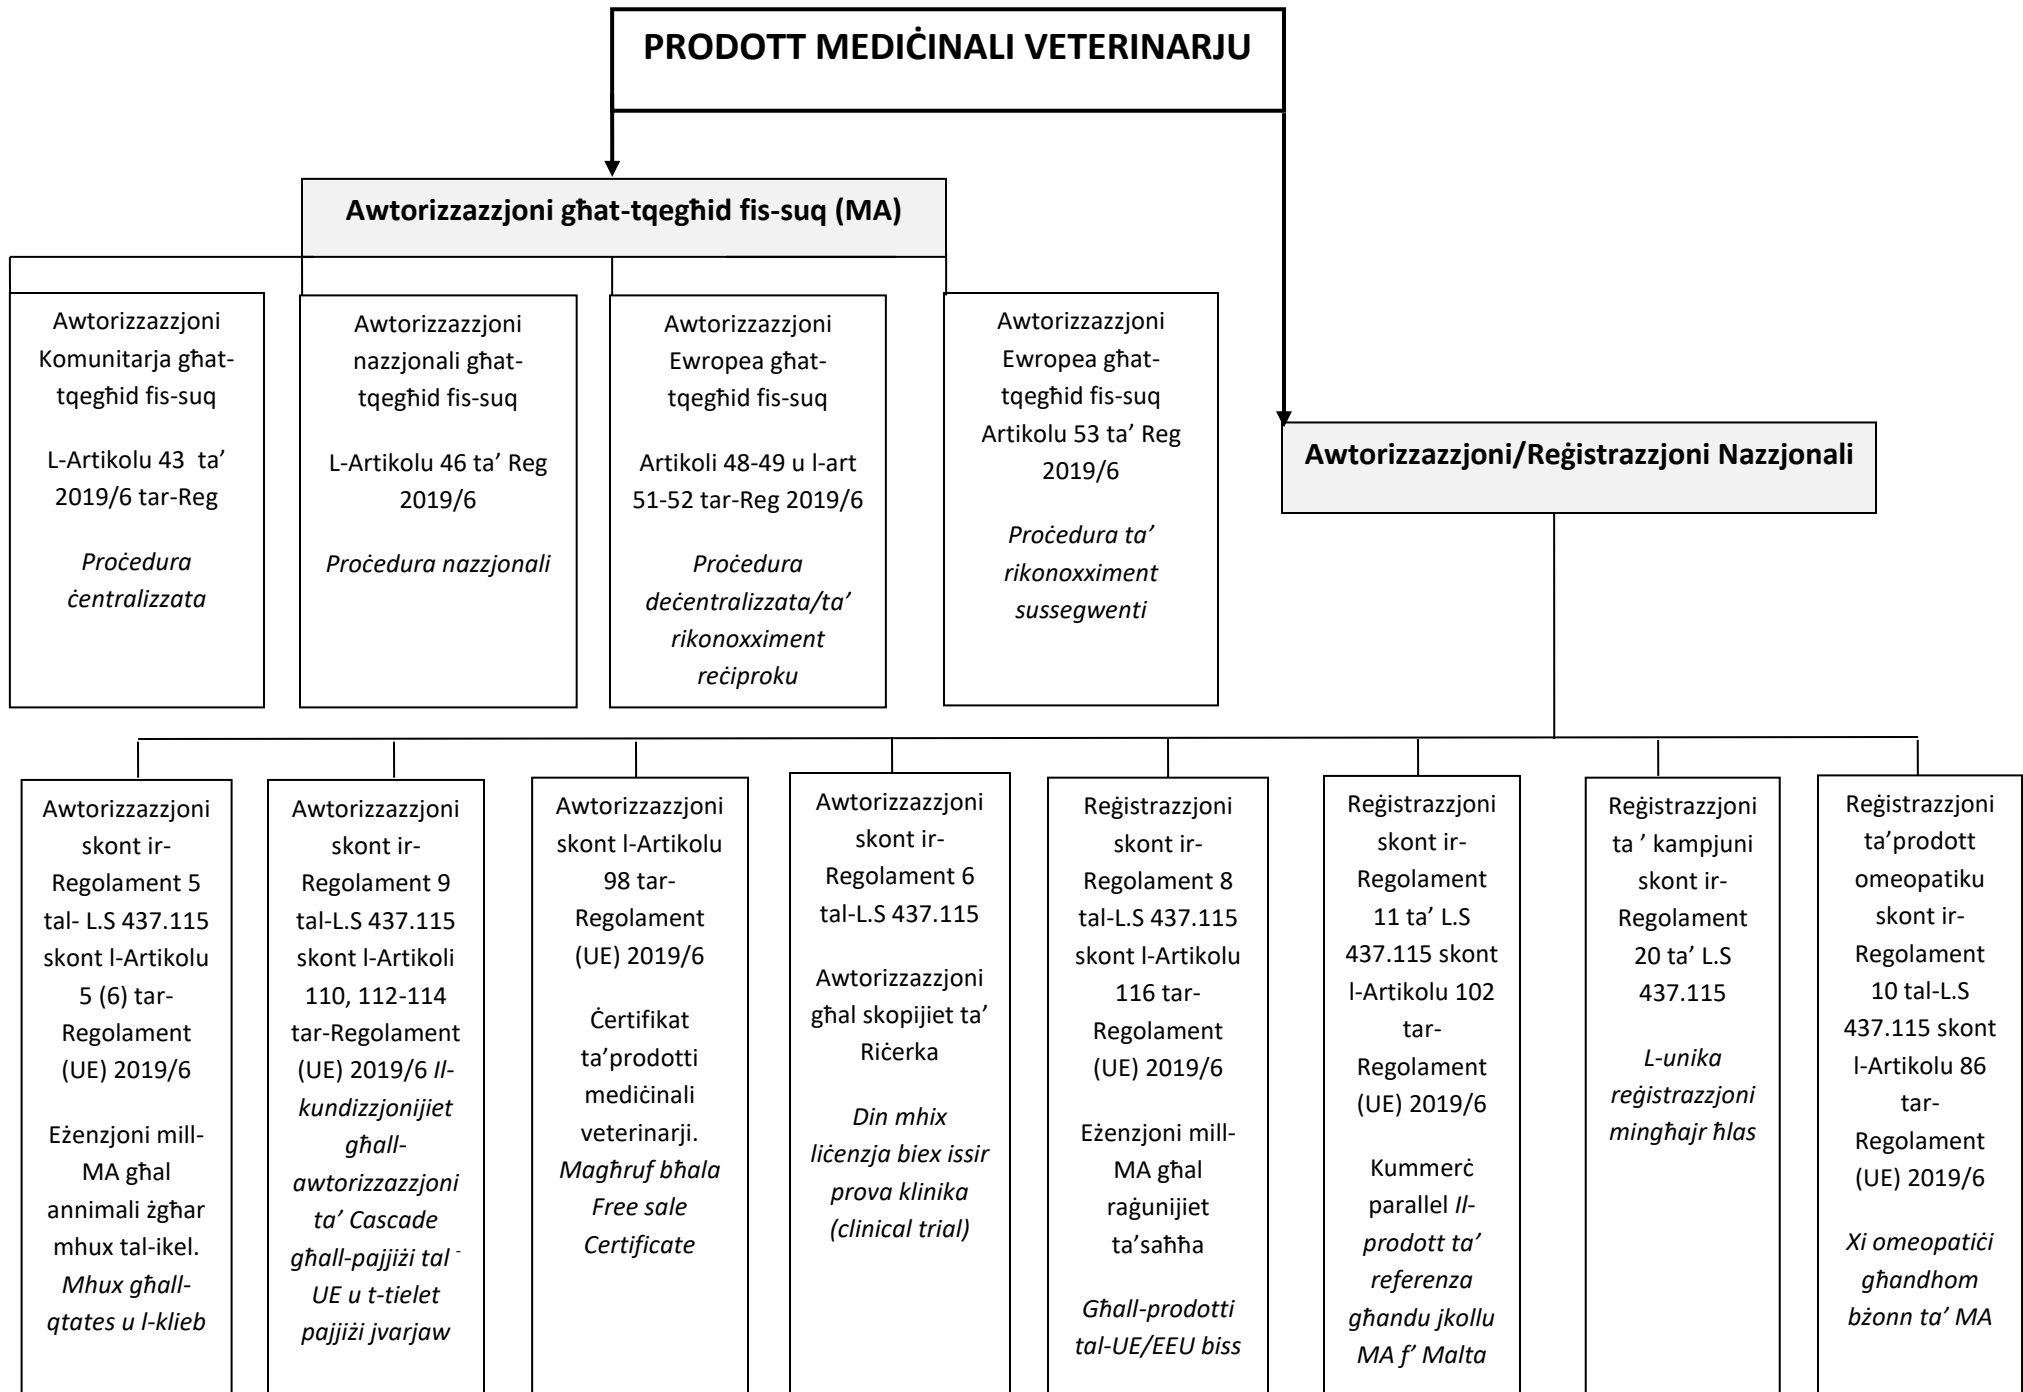 PRODOTT MEDIĊINALI VETERINARJU
Awtorizzazzjoni għat-tqegħid fis-suq (MA)
Awtorizzazzjoni
Komunitarja għat-
tqegħid fis-suq
L-Artikolu 43 ta’
2019/6 tar-Reg
Proċedura
ċentralizzata
Awtorizzazzjoni
nazzjonali għat-
tqegħid fis-suq
L-Artikolu 46 ta’ Reg
2019/6
Proċedura nazzjonali
Awtorizzazzjoni
Ewropea għat-
tqegħid fis-suq
Artikoli 48-49 u l-art
51-52 tar-Reg 2019/6
Proċedura
deċentralizzata/ta’
rikonoxximent
reċiproku
Awtorizzazzjoni
Ewropea għat-
tqegħid fis-suq
Artikolu 53 ta’ Reg
2019/6
Proċedura ta’
rikonoxximent
sussegwenti
Awtorizzazzjoni/Reġistrazzjoni Nazzjonali
Awtorizzazzjoni
skont ir-
Regolament 5
tal- L.S 437.115
skont l-Artikolu
5 (6) tar-
Regolament
(UE) 2019/6
Eżenzjoni mill-
MA għal
annimali żgħar
mhux tal-ikel.
Mhux għall-
qtates u l-klieb
Awtorizzazzjoni
skont ir-
Regolament 9
tal-L.S 437.115
skont l-Artikoli
110, 112-114
tar-Regolament
(UE) 2019/6 Il-
kundizzjonijiet
għall-
awtorizzazzjoni
ta’ Cascade
għall-pajjiżi tal -
UE u t-tielet
pajjiżi jvarjaw
Awtorizzazzjoni
skont l-Artikolu
98 tar-
Regolament
(UE) 2019/6
Ċertifikat
ta’prodotti
mediċinali
veterinarji.
Magħruf bħala
Free sale
Certificate
Awtorizzazzjoni
skont ir-
Regolament 6
tal-L.S 437.115
Awtorizzazzjoni
għal skopijiet ta’
Riċerka
Din mhix
liċenzja biex issir
prova klinika
(clinical trial)
Reġistrazzjoni
skont ir-
Regolament 8
tal-L.S 437.115
skont l-Artikolu
116 tar-
Regolament
(UE) 2019/6
Eżenzjoni mill-
MA għal
raġunijiet
ta’saħħa
Għall-prodotti
tal-UE/EEU biss
Reġistrazzjoni
skont ir-
Regolament
11 ta’ L.S
437.115 skont
l-Artikolu 102
tar-
Regolament
(UE) 2019/6
Kummerċ
parallel Il-
prodott ta’
referenza
għandu jkollu
MA f’ Malta
Reġistrazzjoni
ta ’ kampjuni
skont ir-
Regolament
20 ta’ L.S
437.115
L-unika
reġistrazzjoni
mingħajr ħlas
Reġistrazzjoni
ta’prodott
omeopatiku
skont ir-
Regolament
10 tal-L.S
437.115 skont
l-Artikolu 86
tar-
Regolament
(UE) 2019/6
Xi omeopatiċi
għandhom
bżonn ta’ MA